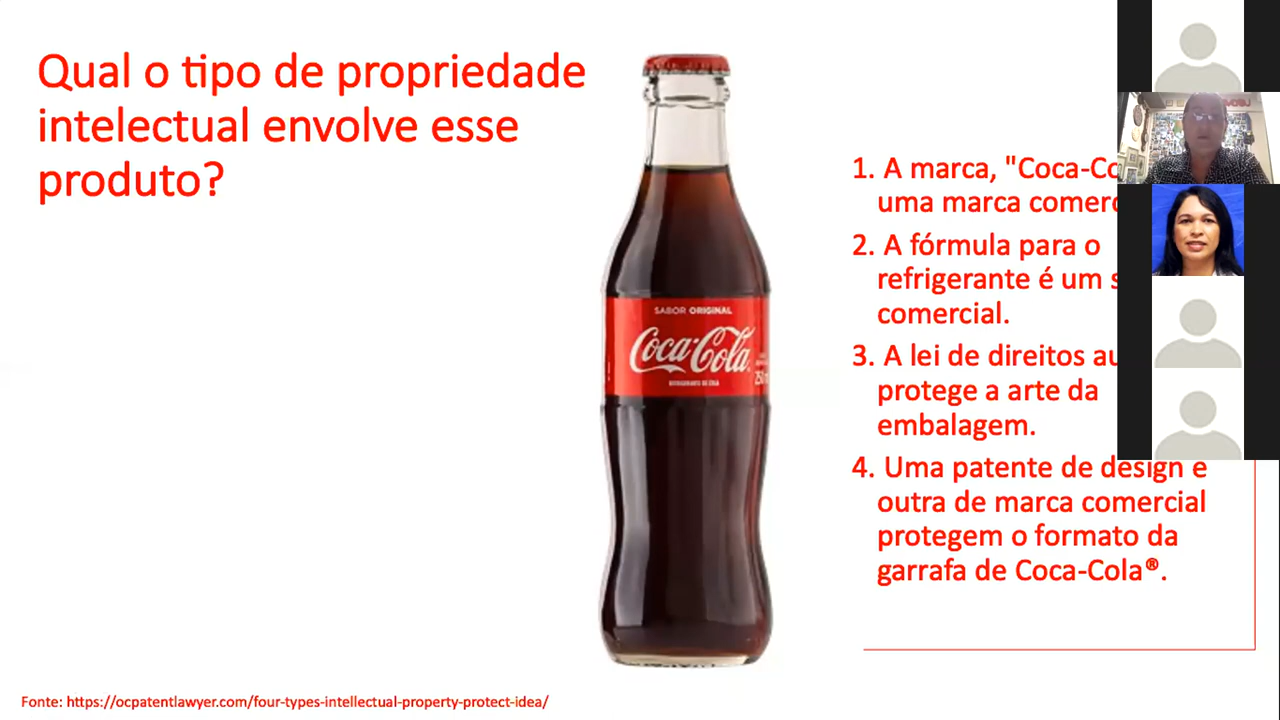 Qual o tipo de propriedade
intelectual envolve esse
produto?
1. A marca, "Coca-Co
uma marca comerc
2. A fórmula para o
refrigerante é um s
comercial.
3. A lei de direitos au
protege a arte da
embalagem.
4. Uma patente de design e
outra de marca comercial
protegem o formato da
garrafa de Coca-Cola®.
SABOR ORIGINAL
Coca-Cola
Fonte: https://ocpatentlawyer.com/four-types-intellectual-property-protect-idea/